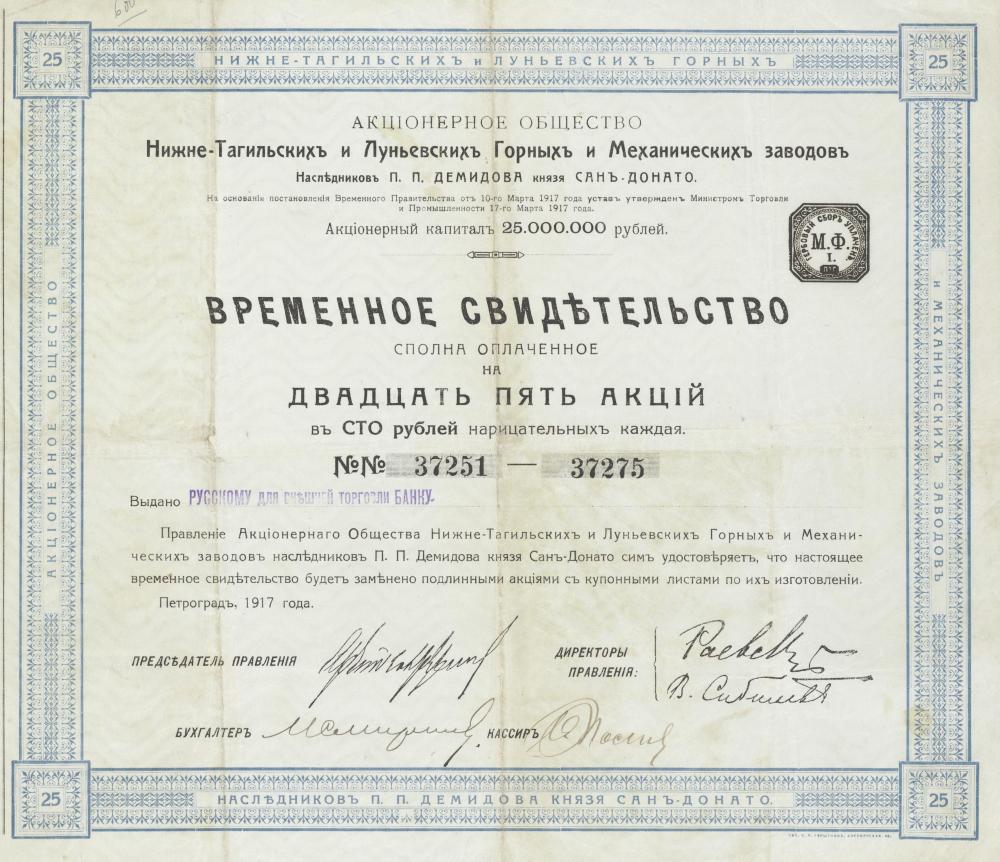 600
25
НИЖНЕ-ТАГИЛЬСКИХЪ и ЛУНЬЕВСКИХЪ ГОРНЫХЪ
25
АКЦІОНЕРНОЕ ОБЩЕСТВО
Нижне-Тагильскихъ и Луньевскихъ Горныхъ и Механическихъ заводовъ
Наслѣдниковъ П. П. ДЕМИДОВА князя САНЪ-ДОНАТО.
На основаніи постановленія Временного Правительства отъ 10-го Марта 1917 года уставъ утвержденъ Министромъ Торговли
и Промышленности 17-го Марта 1917 года.
Акціонерный капиталъ 25.000.000 рублей.
ГЕРБОВЫЙ СБОРЪ УПЛАЧЕНЪ
М.Ф.
I.
ВРЕМЕННОЕ СВИДѢТЕЛЬСТВО
СПОЛНА ОПЛАЧЕННОЕ
НА
ДВАДЦАТЬ ПЯТЬ АКЦІЙ
въ СТО рублей нарицательныхъ каждая.
№№ 37251 — 37275
Выдано РУССКОМУ ДЛЯ ВНѢШНЕЙ ТОРГОВЛИ БАНКУ.
Правленіе Акціонернаго Общества Нижне-Тагильскихъ и Луньевскихъ Горныхъ и Механи-
ческихъ заводовъ наслѣдниковъ П. П. Демидова князя Санъ-Донато симъ удостовѣряетъ, что настоящее
временное свидѣтельство будетъ замѣнено подлинными акціями съ купонными листами по ихъ изготовленіи.
Петроградъ, 1917 года.
ПРЕДСѢДАТЕЛЬ ПРАВЛЕНІЯ
ДИРЕКТОРЫ
ПРАВЛЕНІЯ:
БУХГАЛТЕРЪ
КАССИРЪ
АКЦІОНЕРНОЕ ОБЩЕСТВО
и МЕХАНИЧЕСКИХЪ ЗАВОДОВЪ
25
НАСЛѢДНИКОВЪ П. П. ДЕМИДОВА КНЯЗЯ САНЪ-ДОНАТО.
25